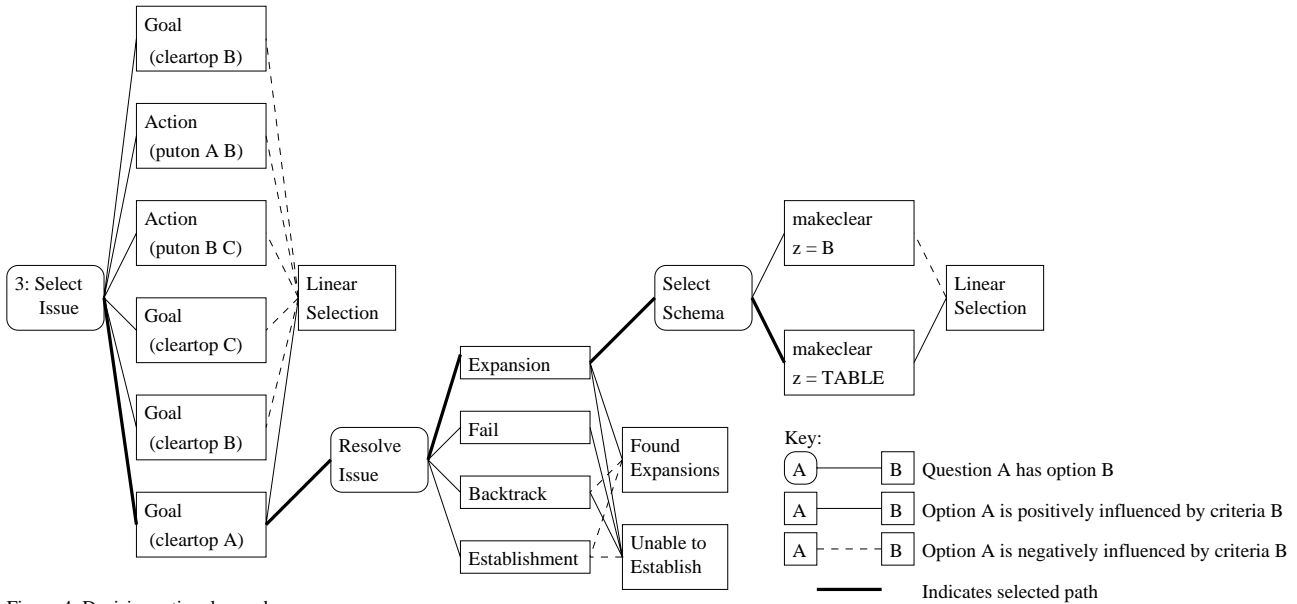 Goal
(cleartop B)
Action
(puton A B)
Action
(puton B C)
Goal
(cleartop C)
Goal
(cleartop B)
Goal
(cleartop A)
3: Select
Issue
Linear
Selection
Resolve
Issue
Expansion
Fail
Backtrack
Establishment
Found
Expansions
Unable to
Establish
Select
Schema
makeclear
z = B
makeclear
z = TABLE
Linear
Selection
Key:
A B Question A has option B
A B Option A is positively influenced by criteria B
A B Option A is negatively influenced by criteria B
Indicates selected path